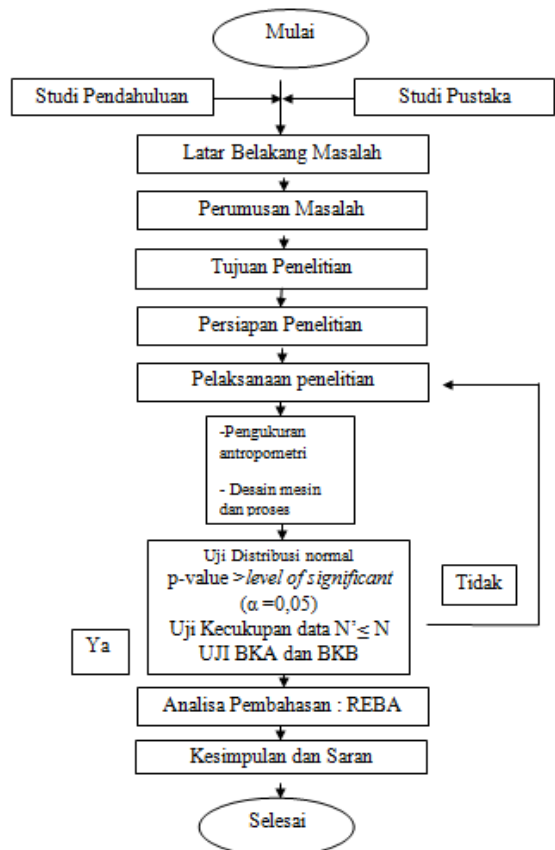 Mulai
Studi Pendahuluan
Studi Pustaka
Latar Belakang Masalah
Perumusan Masalah
Tujuan Penelitian
Persiapan Penelitian
Pelaksanaan penelitian
-Pengukuran
antropometri
- Desain mesin
dan proses
Uji Distribusi normal
p-value >level of significant
(α =0,05)
Uji Kecukupan data N’≤ N
UJI BKA dan BKB
Tidak
Ya
Analisa Pembahasan : REBA
Kesimpulan dan Saran
Selesai